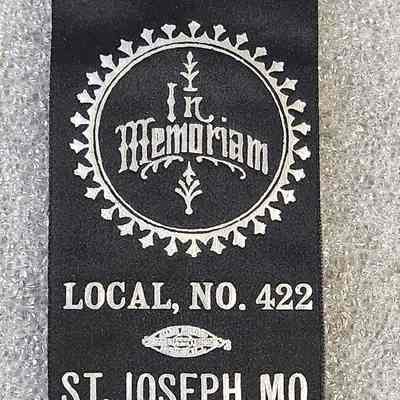 In
Memoriam
LOCAL, NO. 422
ST. JOSEPH MO.